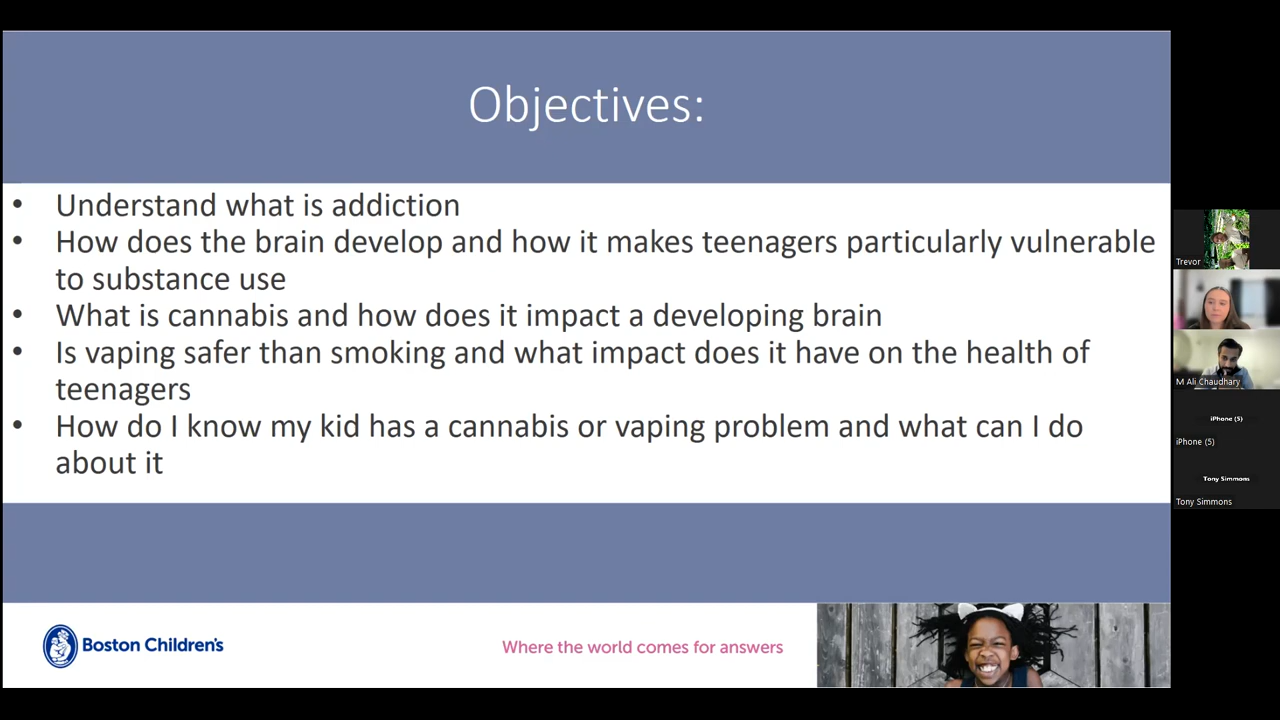 Objectives:
• Understand what is addiction
• How does the brain develop and how it makes teenagers particularly vulnerable
to substance use
• What is cannabis and how does it impact a developing brain
• Is vaping safer than smoking and what impact does it have on the health of
teenagers
• How do I know my kid has a cannabis or vaping problem and what can I do
about it
Boston Children's
Where the world comes for answers
Trevor
M Ali Chaudhary
iPhone (5)
iPhone (5)
Tony Simmons
Tony Simmons